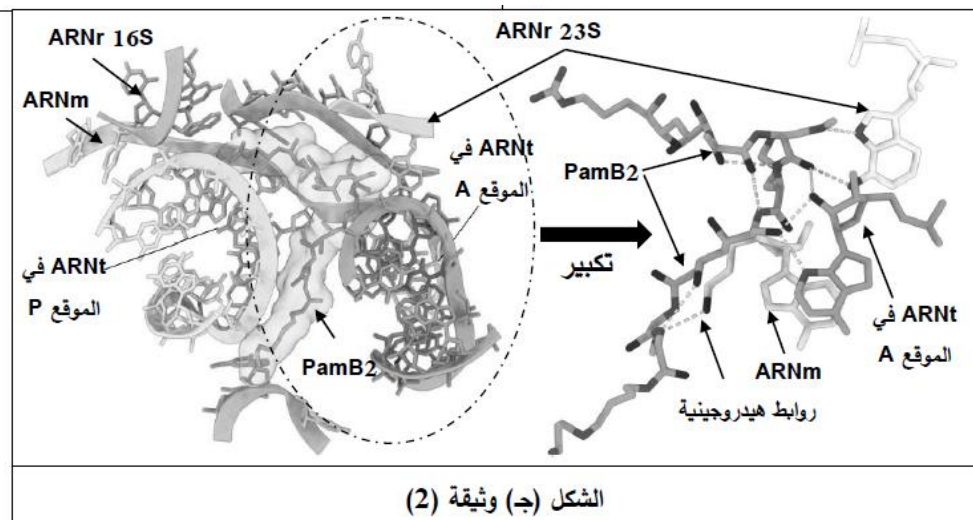 ARNr 16S
ARNr 23S
ARNm
ARNt في
الموقع A
PamB2
تكبير
ARNt في
الموقع P
ARNt في
الموقع A
PamB2
ARNm
روابط هيدروجينية
الشكل (جـ) وثيقة (2)